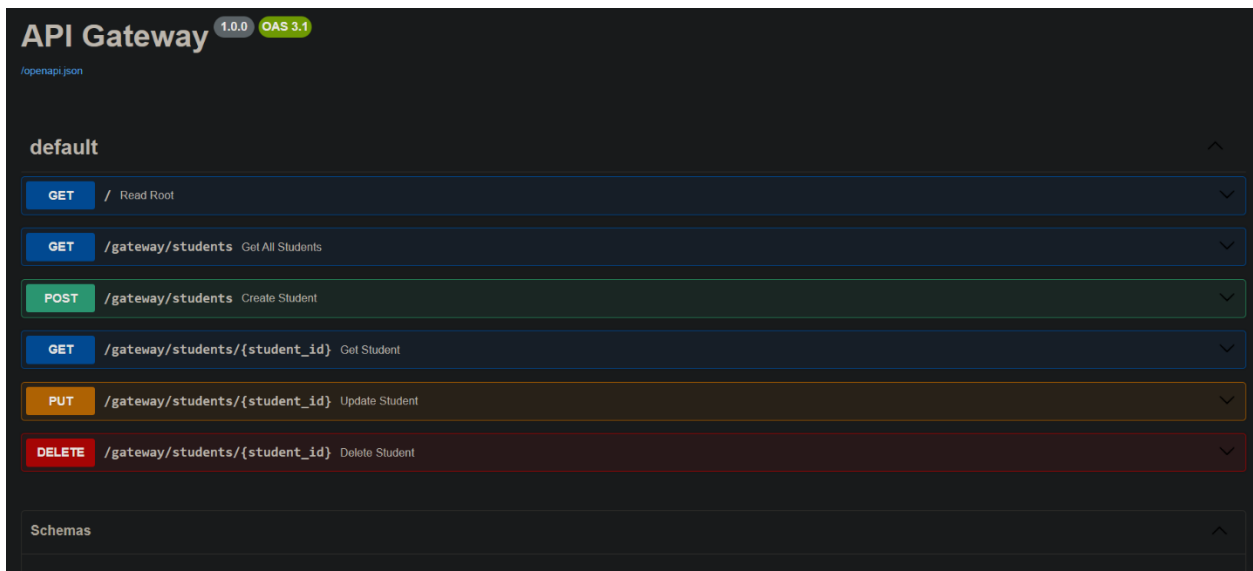 API Gateway 1.0.0 OAS 3.1
/openapi.json
default
GET / Read Root
GET /gateway/students Get All Students
POST /gateway/students Create Student
GET /gateway/students/{student_id} Get Student
PUT /gateway/students/{student_id} Update Student
DELETE /gateway/students/{student_id} Delete Student
Schemas